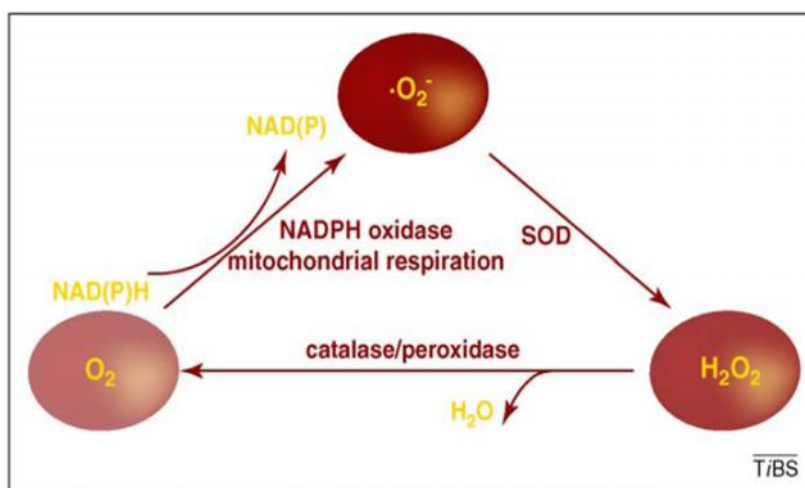 ·O₂⁻
NAD(P)
NADPH oxidase
mitochondrial respiration
SOD
NAD(P)H
O₂
catalase/peroxidase
H₂O₂
H₂O
TiBS